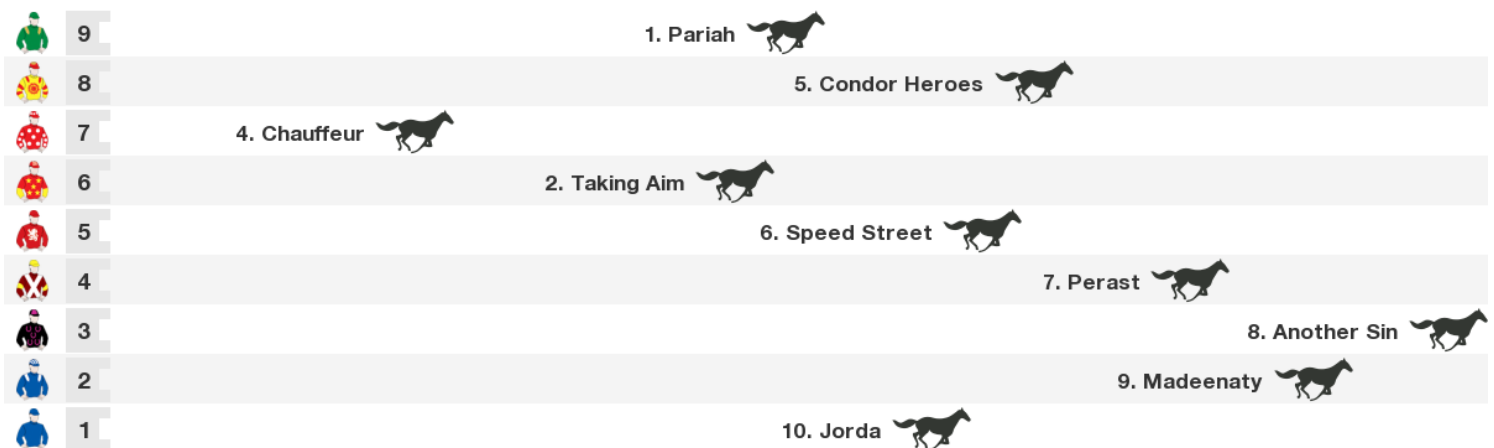 9 1. Pariah
8 5. Condor Heroes
7 4. Chauffeur
6 2. Taking Aim
5 6. Speed Street
4 7. Perast
3 8. Another Sin
2 9. Madeenaty
1 10. Jorda